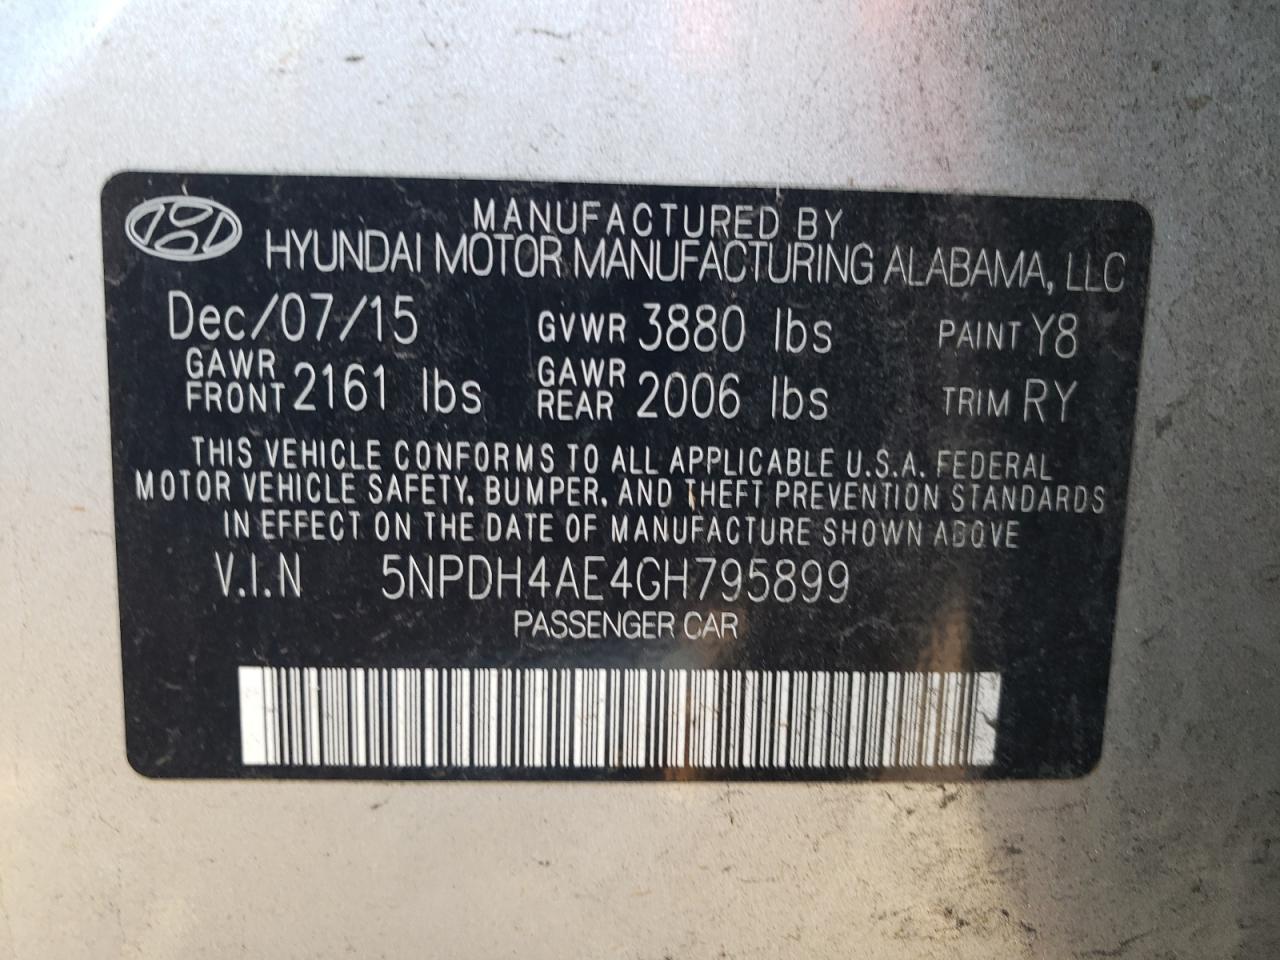 MANUFACTURED BY
HYUNDAI MOTOR MANUFACTURING ALABAMA, LLC
Dec/07/15 GVWR 3880 lbs PAINT Y8
GAWR FRONT 2161 lbs GAWR REAR 2006 lbs TRIM RY
THIS VEHICLE CONFORMS TO ALL APPLICABLE U.S.A. FEDERAL
MOTOR VEHICLE SAFETY, BUMPER, AND THEFT PREVENTION STANDARDS
IN EFFECT ON THE DATE OF MANUFACTURE SHOWN ABOVE
V.I.N 5NPDH4AE4GH795899
PASSENGER CAR